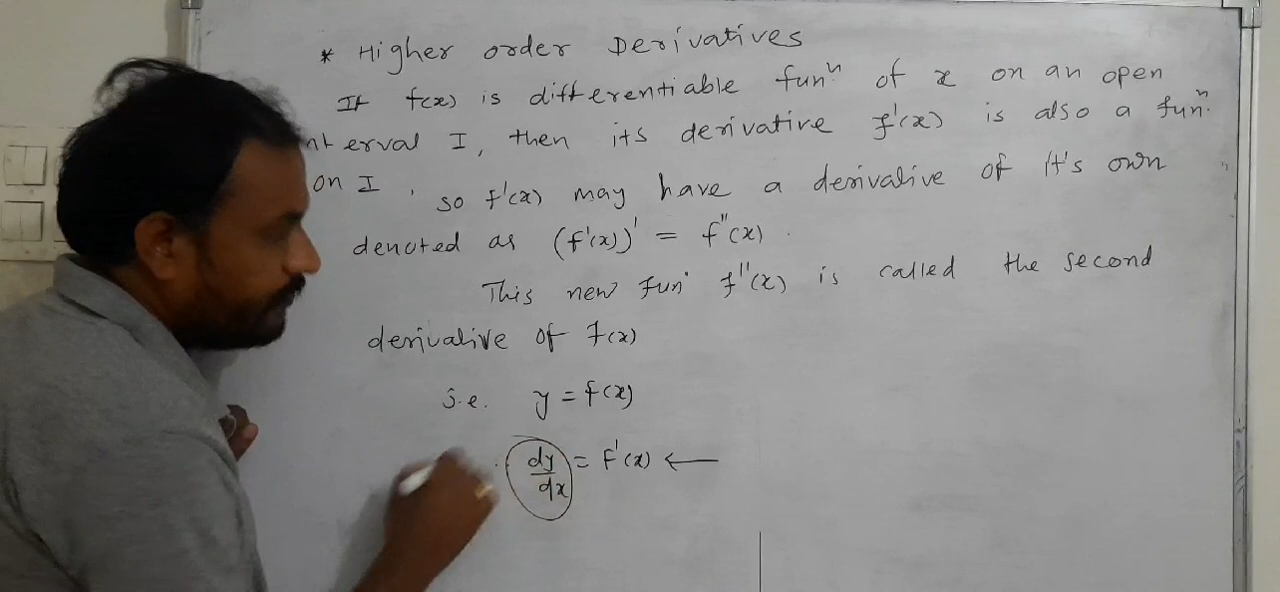 * Higher order Derivatives
If f(x) is differentiable funⁿ of x on an open
nterval I, then its derivative f'(x) is also a funⁿ.
on I, so f'(x) may have a derivative of it's own
denoted as (f'(x))' = f''(x).
This new fun· f''(x) is called the second
derivative of f(x)
i.e. y = f(x)
dy/dx = f'(x) ←